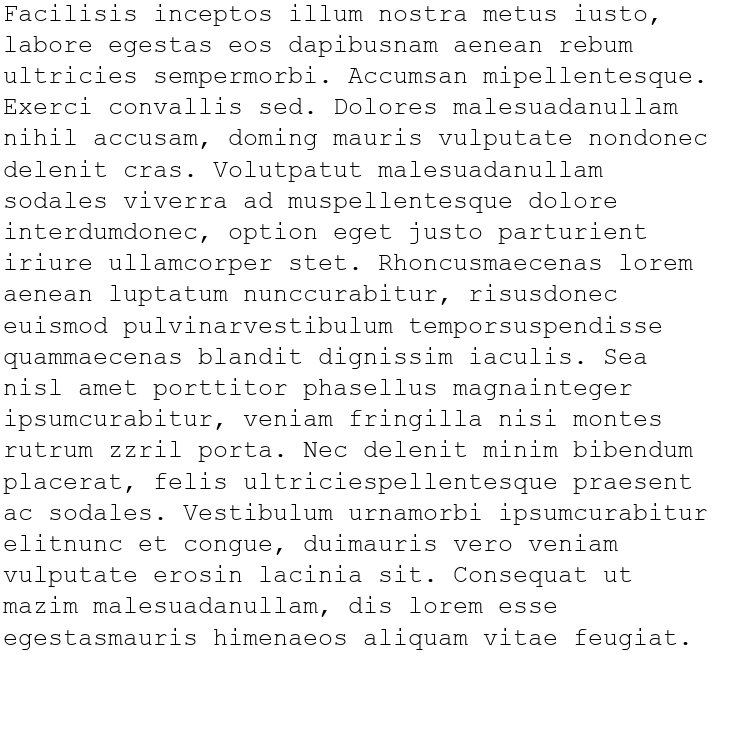 Facilisis inceptos illum nostra metus iusto,
labore egestas eos dapibusnam aenean rebum
ultricies sempermorbi. Accumsan mipellentesque.
Exerci convallis sed. Dolores malesuadanullam
nihil accusam, doming mauris vulputate nondonec
delenit cras. Volutpatut malesuadanullam
sodales viverra ad muspellentesque dolore
interdumdonec, option eget justo parturient
iriure ullamcorper stet. Rhoncusmaecenas lorem
aenean luptatum nunccurabitur, risusdonec
euismod pulvinarvestibulum temporsuspendisse
quammaecenas blandit dignissim iaculis. Sea
nisl amet porttitor phasellus magnainteger
ipsumcurabitur, veniam fringilla nisi montes
rutrum zzril porta. Nec delenit minim bibendum
placerat, felis ultriciespellentesque praesent
ac sodales. Vestibulum urnamorbi ipsumcurabitur
elitnunc et congue, duimauris vero veniam
vulputate erosin lacinia sit. Consequat ut
mazim malesuadanullam, dis lorem esse
egestasmauris himenaeos aliquam vitae feugiat.